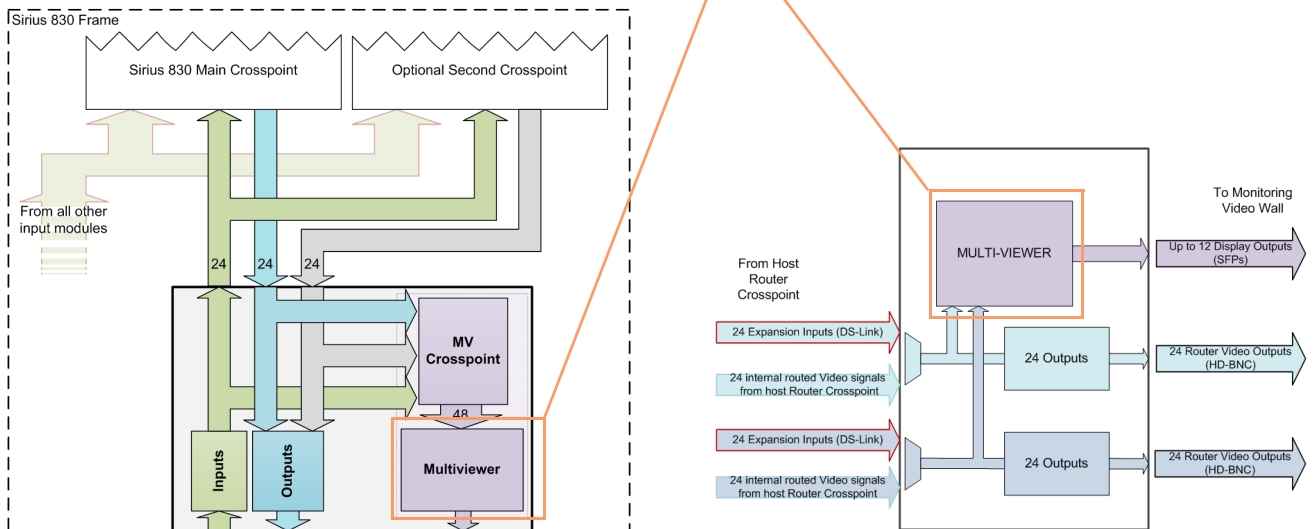 Sirius 830 Frame
Sirius 830 Main Crosspoint
Optional Second Crosspoint
From all other
input modules
24
24
24
MV
Crosspoint
48
Inputs
Outputs
Multiviewer
From Host
Router
Crosspoint
24 Expansion Inputs (DS-Link)
24 internal routed Video signals
from host Router Crosspoint
24 Expansion Inputs (DS-Link)
24 internal routed Video signals
from host Router Crosspoint
MULTI-VIEWER
24 Outputs
24 Outputs
To Monitoring
Video Wall
Up to 12 Display Outputs
(SFPs)
24 Router Video Outputs
(HD-BNC)
24 Router Video Outputs
(HD-BNC)